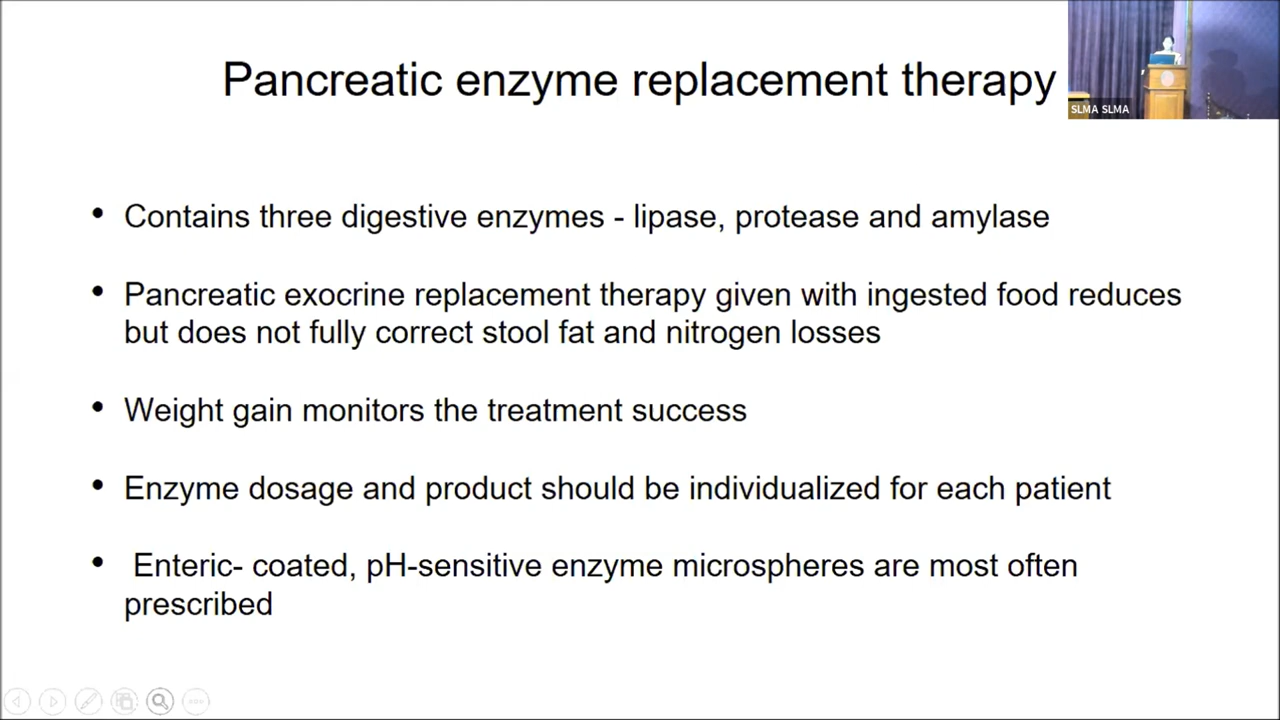 Pancreatic enzyme replacement therapy
SLMA SLMA
• Contains three digestive enzymes - lipase, protease and amylase
• Pancreatic exocrine replacement therapy given with ingested food reduces
but does not fully correct stool fat and nitrogen losses
• Weight gain monitors the treatment success
• Enzyme dosage and product should be individualized for each patient
• Enteric- coated, pH-sensitive enzyme microspheres are most often
prescribed